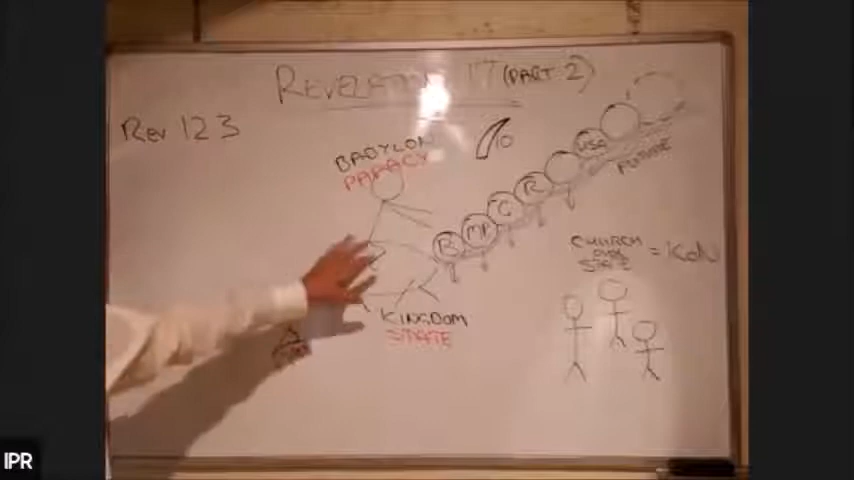 REVELATION 17 (PART 2)
Rev 12 3
BABYLON
PAPACY
10
B
MP
G
R
USA
FUTURE
CHURCH
OVER
STATE
= KoN
KINGDOM
STATE
IPR